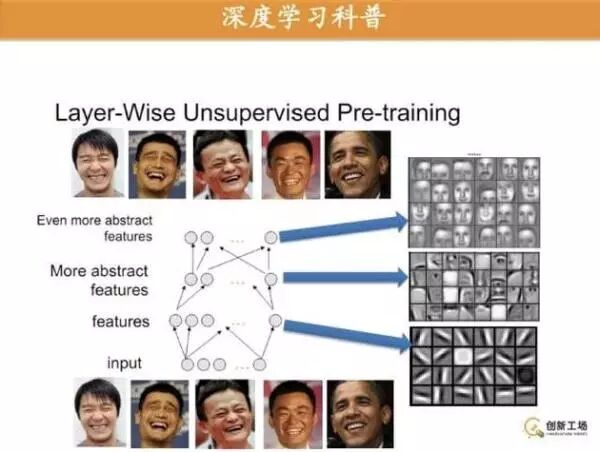 深度学习科普
Layer-Wise Unsupervised Pre-training
Even more abstract
features
More abstract
features
features
input
创新工场